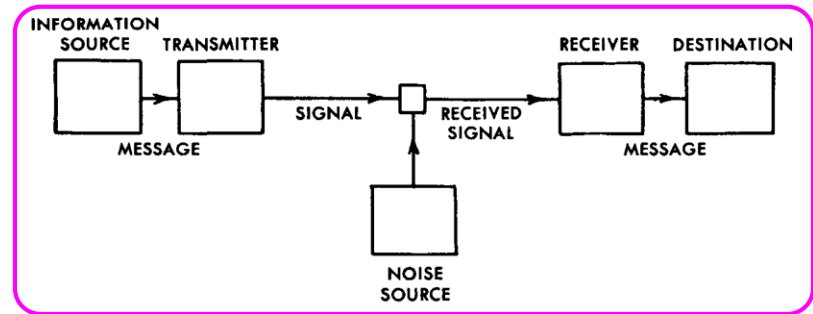 INFORMATION
SOURCE
TRANSMITTER
RECEIVER
DESTINATION
SIGNAL
RECEIVED
SIGNAL
MESSAGE
MESSAGE
NOISE
SOURCE